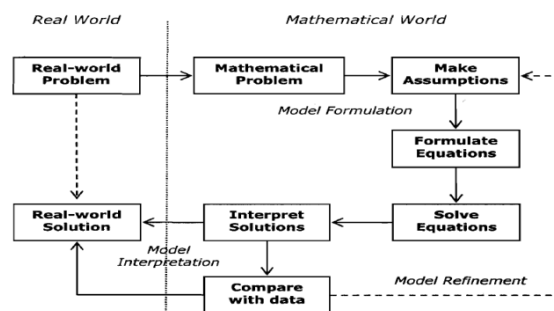 Real World
Mathematical World
Real-world
Problem
Mathematical
Problem
Make
Assumptions
Model Formulation
Formulate
Equations
Real-world
Solution
Interpret
Solutions
Solve
Equations
Model
Interpretation
Compare
with data
Model Refinement